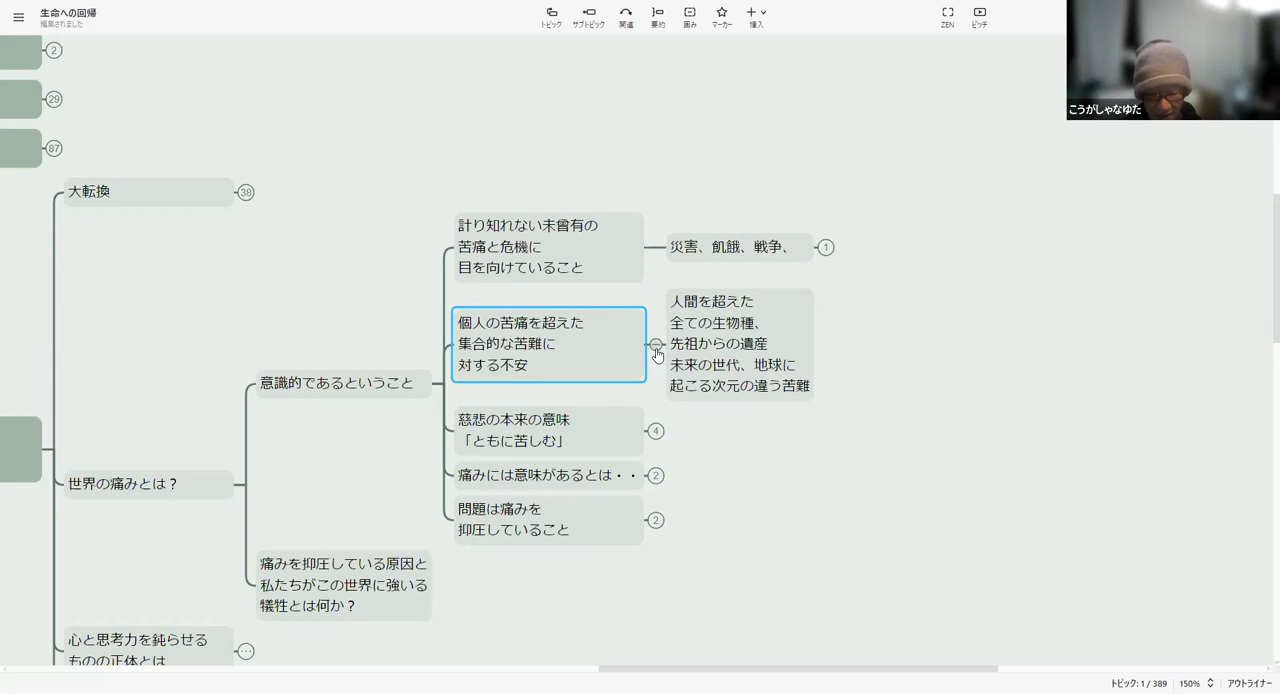 生命への回帰
編集されました
トピック
サブトピック
関連
要約
囲み
マーカー
挿入
ZEN
ピッチ
こうがしゃなゆた
2
29
87
大転換
38
計り知れない未曾有の
苦痛と危機に
目を向けていること
災害、飢餓、戦争、
1
個人の苦痛を超えた
集合的な苦難に
対する不安
人間を超えた
全ての生物種、
先祖からの遺産
未来の世代、地球に
起こる次元の違う苦難
意識的であるということ
慈悲の本来の意味
「ともに苦しむ」
4
痛みには意味があるとは・・
2
世界の痛みとは？
問題は痛みを
抑圧していること
2
痛みを抑圧している原因と
私たちがこの世界に強いる
犠牲とは何か？
心と思考力を鈍らせる
ものの正体とは
トピック: 1 / 389
150%
アウトライナー